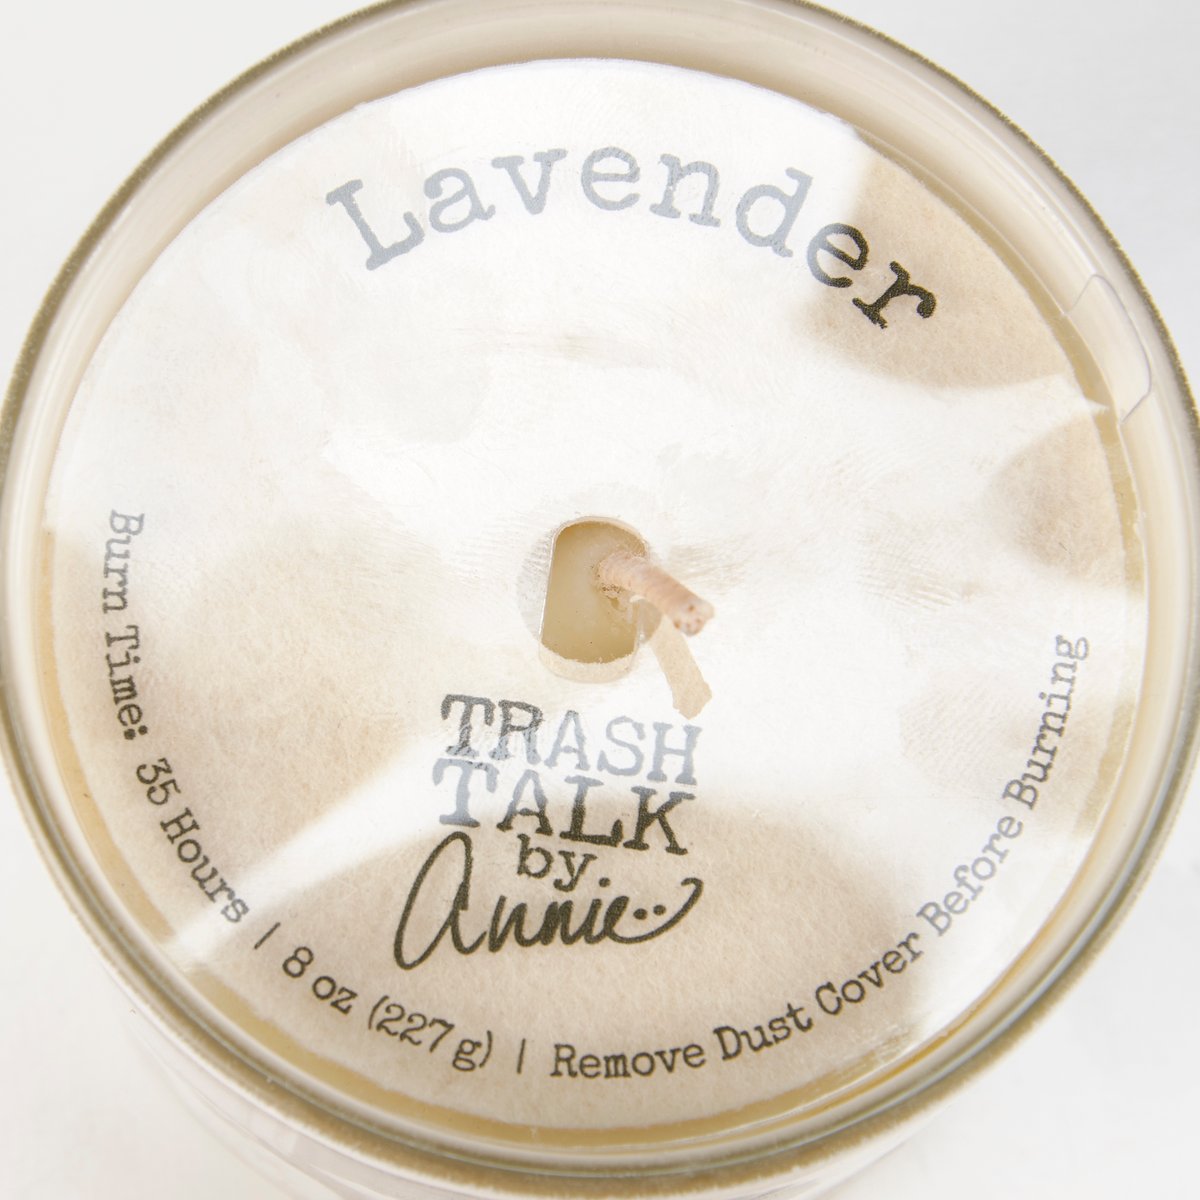 Lavender
TRASH
TALK
by
Annie
Burn Time: 35 Hours | 8 oz (227 g) | Remove Dust Cover Before Burning